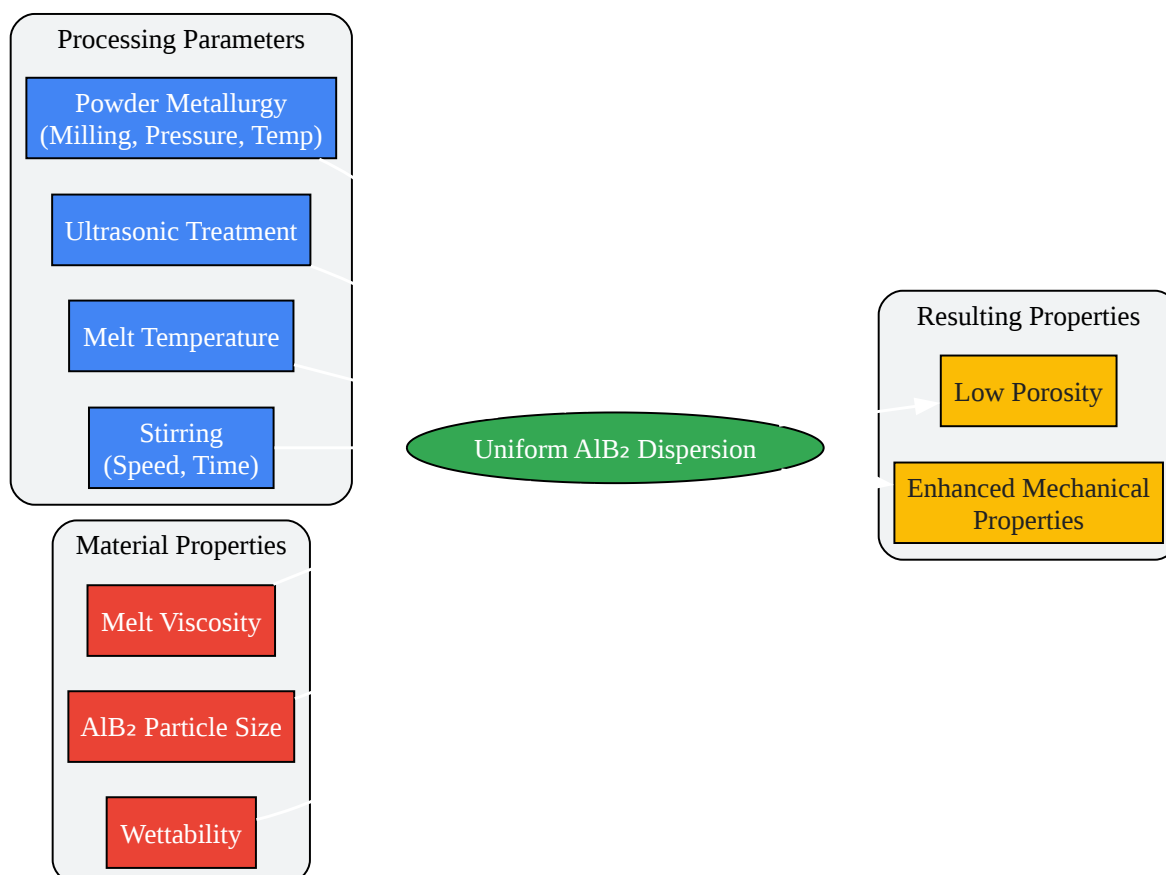 Processing Parameters
Powder Metallurgy
(Milling, Pressure, Temp)
Ultrasonic Treatment
Melt Temperature
Stirring
(Speed, Time)
Material Properties
Melt Viscosity
AlB₂ Particle Size
Wettability
Uniform AlB₂ Dispersion
Resulting Properties
Low Porosity
Enhanced Mechanical
Properties